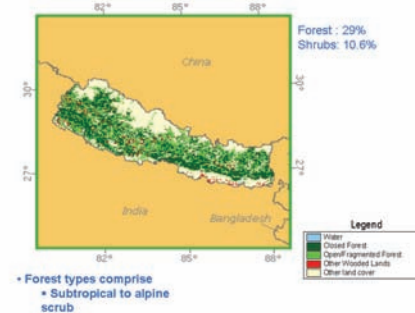 82°
85°
88°
Forest : 29%
Shrubs: 10.6%
China
30°
30°
27°
27°
India
Bangladesh
82°
85°
88°
Legend
Water
Closed Forest
Open/Fragmented Forest
Other Wooded Lands
Other land cover
• Forest types comprise
• Subtropical to alpine
scrub